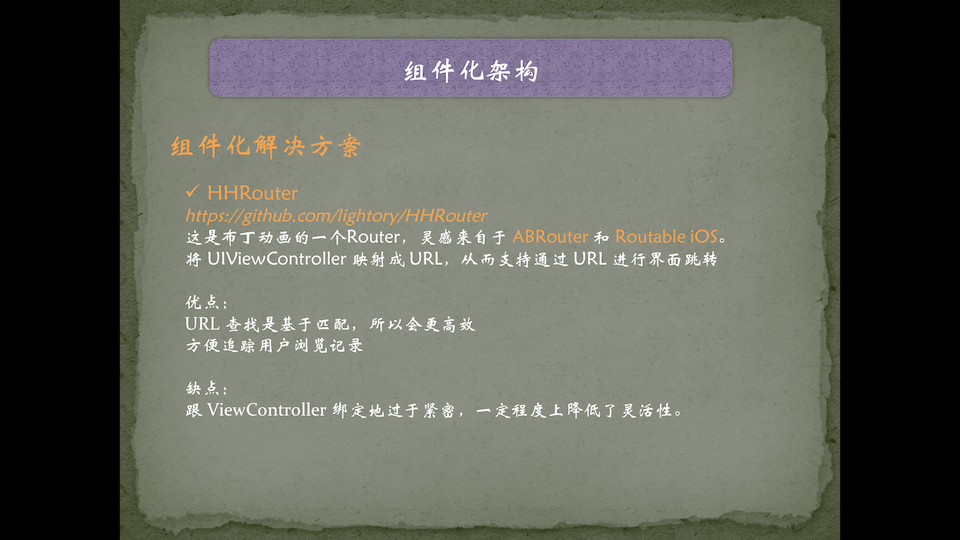 组件化架构
组件化解决方案
✓ HHRouter
https://github.com/lightory/HHRouter
这是布丁动画的一个Router，灵感来自于 ABRouter 和 Routable iOS。
将 UIViewController 映射成 URL，从而支持通过 URL 进行界面跳转
优点：
URL 查找是基于匹配，所以会更高效
方便追踪用户浏览记录
缺点：
跟 ViewController 绑定地过于紧密，一定程度上降低了灵活性。